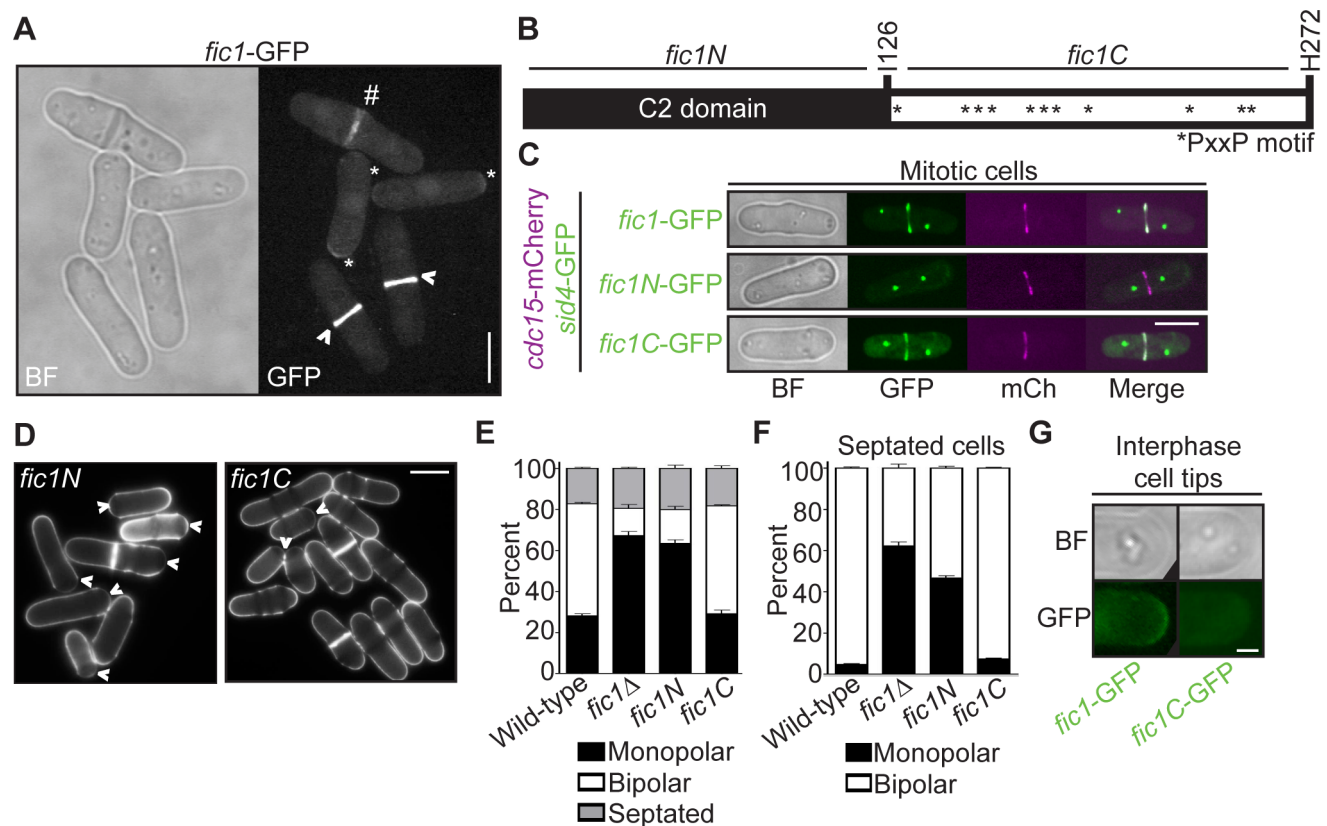 A
fic1-GFP
#
*
*
*
BF
GFP
B
fic1N
I126
fic1C
H272
C2 domain
* *** *** * * **
*PxxP motif
C
Mitotic cells
cdc15-mCherry
sid4-GFP
fic1-GFP
fic1N-GFP
fic1C-GFP
BF GFP mCh Merge
D
fic1N
fic1C
E
Percent
100
80
60
40
20
0
Wild-type
fic1Δ
fic1N
fic1C
Monopolar
Bipolar
Septated
F
Septated cells
Percent
100
80
60
40
20
0
Wild-type
fic1Δ
fic1N
fic1C
Monopolar
Bipolar
G
Interphase
cell tips
BF
GFP
fic1-GFP
fic1C-GFP